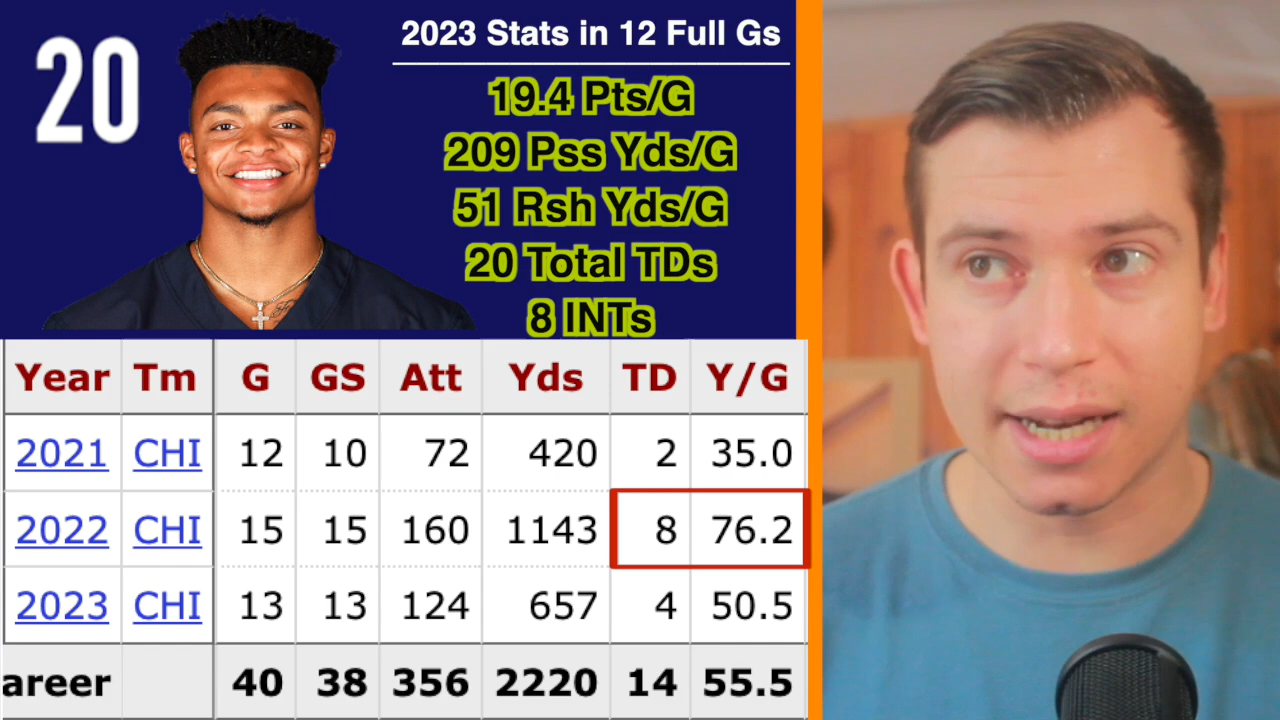 20
2023 Stats in 12 Full Gs
19.4 Pts/G
209 Pss Yds/G
51 Rsh Yds/G
20 Total TDs
8 INTs
Year Tm G GS Att Yds TD Y/G
2021 CHI 12 10 72 420 2 35.0
2022 CHI 15 15 160 1143 8 76.2
2023 CHI 13 13 124 657 4 50.5
areer 40 38 356 2220 14 55.5